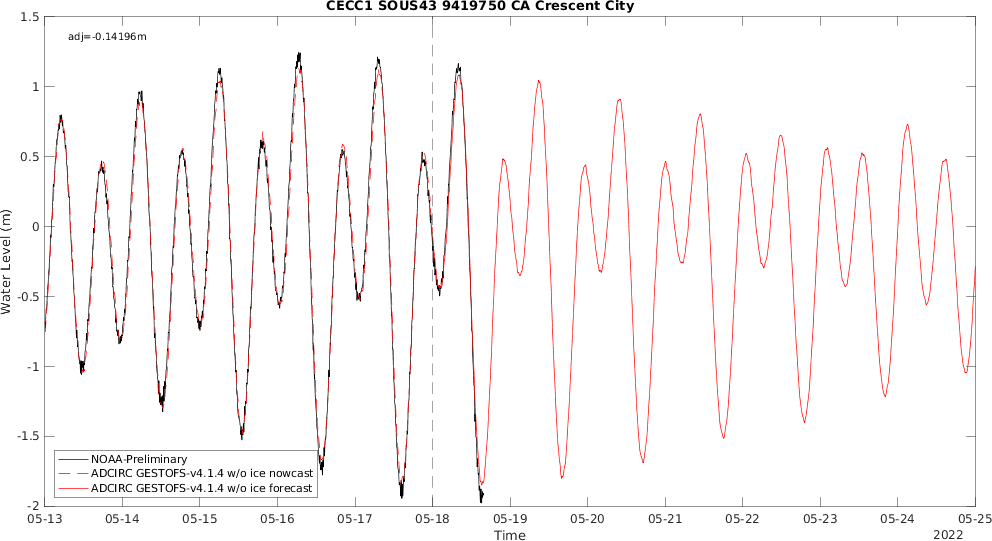 CECC1 SOUS43 9419750 CA Crescent City
adj=-0.14196m
1.5
1
0.5
0
-0.5
-1
-1.5
-2
Water Level (m)
NOAA-Preliminary
ADCIRC GESTOFS-v4.1.4 w/o ice nowcast
ADCIRC GESTOFS-v4.1.4 w/o ice forecast
05-13 05-14 05-15 05-16 05-17 05-18 05-19 05-20 05-21 05-22 05-23 05-24 05-25
Time
2022